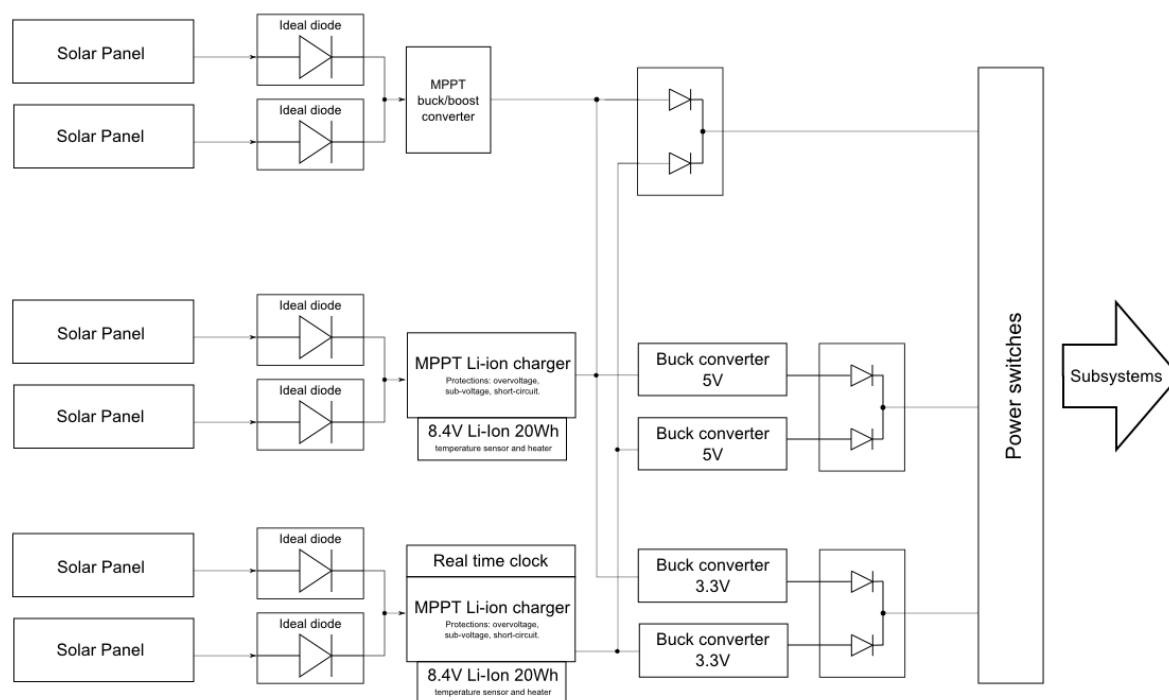 Ideal diode
Solar Panel
MPPT
buck/boost
converter
Ideal diode
Solar Panel
Ideal diode
Solar Panel
MPPT Li-ion charger
Protections: overvoltage,
sub-voltage, short-circuit.
Buck converter
5V
Ideal diode
Solar Panel
8.4V Li-Ion 20Wh
temperature sensor and heater
Buck converter
5V
Power switches
Subsystems
Ideal diode
Solar Panel
Real time clock
MPPT Li-ion charger
Protections: overvoltage,
sub-voltage, short-circuit.
Buck converter
3.3V
Ideal diode
Solar Panel
8.4V Li-Ion 20Wh
temperature sensor and heater
Buck converter
3.3V